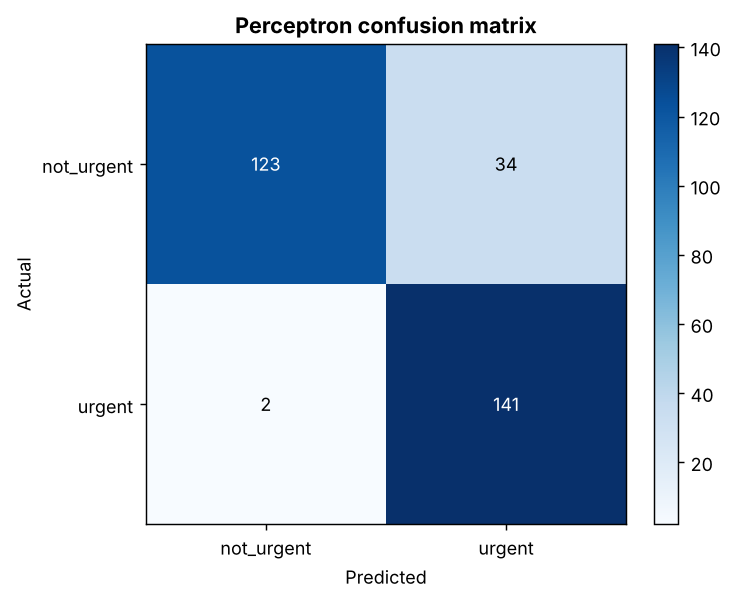 Perceptron confusion matrix
not_urgent
123
34
urgent
2
141
not_urgent
urgent
Predicted
Actual
140
120
100
80
60
40
20